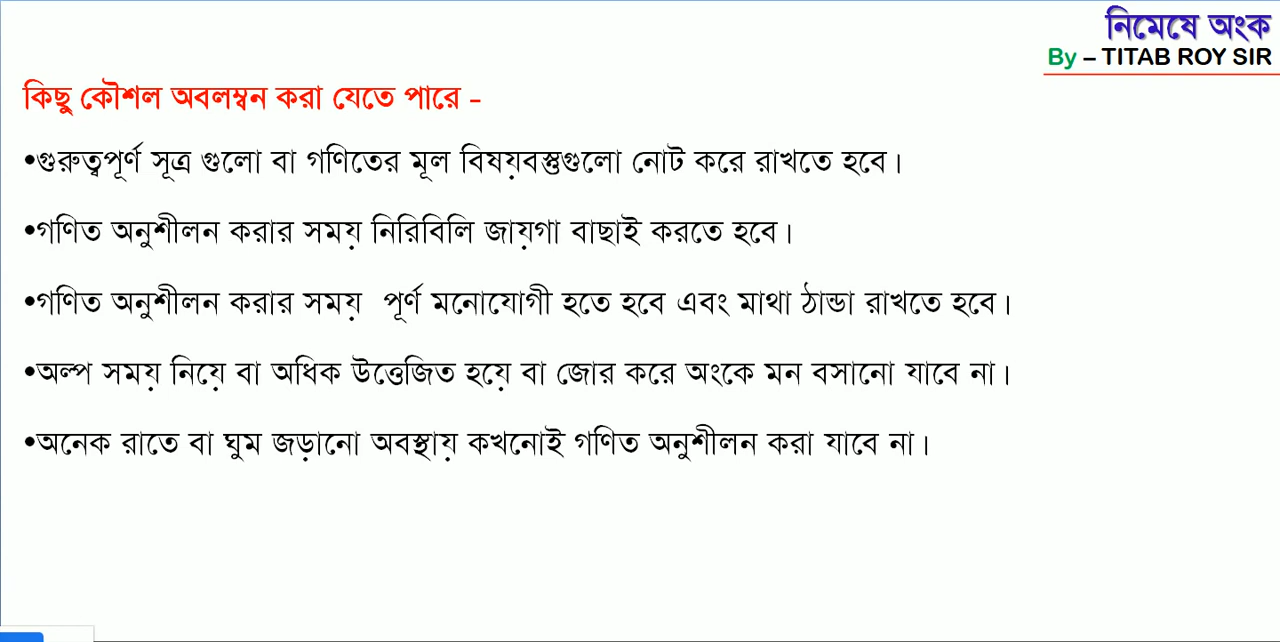 নিমেষে অংক
By – TITAB ROY SIR
কিছু কৌশল অবলম্বন করা যেতে পারে -
•গুরুত্বপূর্ণ সূত্র গুলো বা গণিতের মূল বিষয়বস্তুগুলো নোট করে রাখতে হবে।
•গণিত অনুশীলন করার সময় নিরিবিলি জায়গা বাছাই করতে হবে।
•গণিত অনুশীলন করার সময় পূর্ণ মনোযোগী হতে হবে এবং মাথা ঠান্ডা রাখতে হবে।
•অল্প সময় নিয়ে বা অধিক উত্তেজিত হয়ে বা জোর করে অংকে মন বসানো যাবে না।
•অনেক রাতে বা ঘুম জড়ানো অবস্থায় কখনোই গণিত অনুশীলন করা যাবে না।